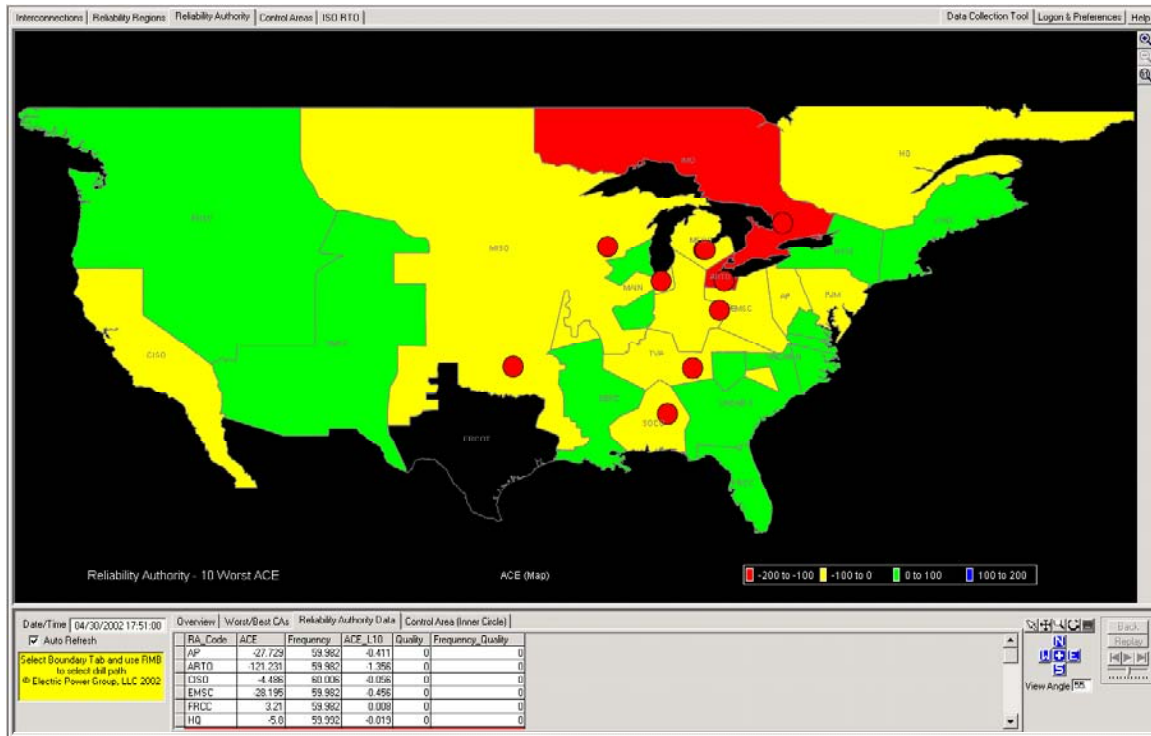 Interconnections Reliability Regions Reliability Authority Control Areas ISO RTO Data Collection Tool Logon & Preferences Help
HQ
MISO
MAIN
EMSC
AP
PJM
CISO
TVA
SOCO
ERCOT
Reliability Authority - 10 Worst ACE
ACE (Map)
-200 to -100 -100 to 0 0 to 100 100 to 200
Date/Time 04/30/2002 17:51:00
Auto Refresh
Select Boundary Tab and use RMB
to select drill path
© Electric Power Group, LLC 2002
Overview Worst/Best CAs Reliability Authority Data Control Area (Inner Circle)
RA_Code ACE Frequency ACE_L10 Quality Frequency_Quality
AP -27.729 59.982 -0.411 0 0
ARTO -121.231 59.982 -1.356 0 0
CISO -4.486 60.006 -0.056 0 0
EMSC -28.195 59.982 -0.456 0 0
FRCC 3.21 59.982 0.008 0 0
HQ -5.0 59.992 -0.019 0 0
N
W E
S
View Angle 55
Back
Replay